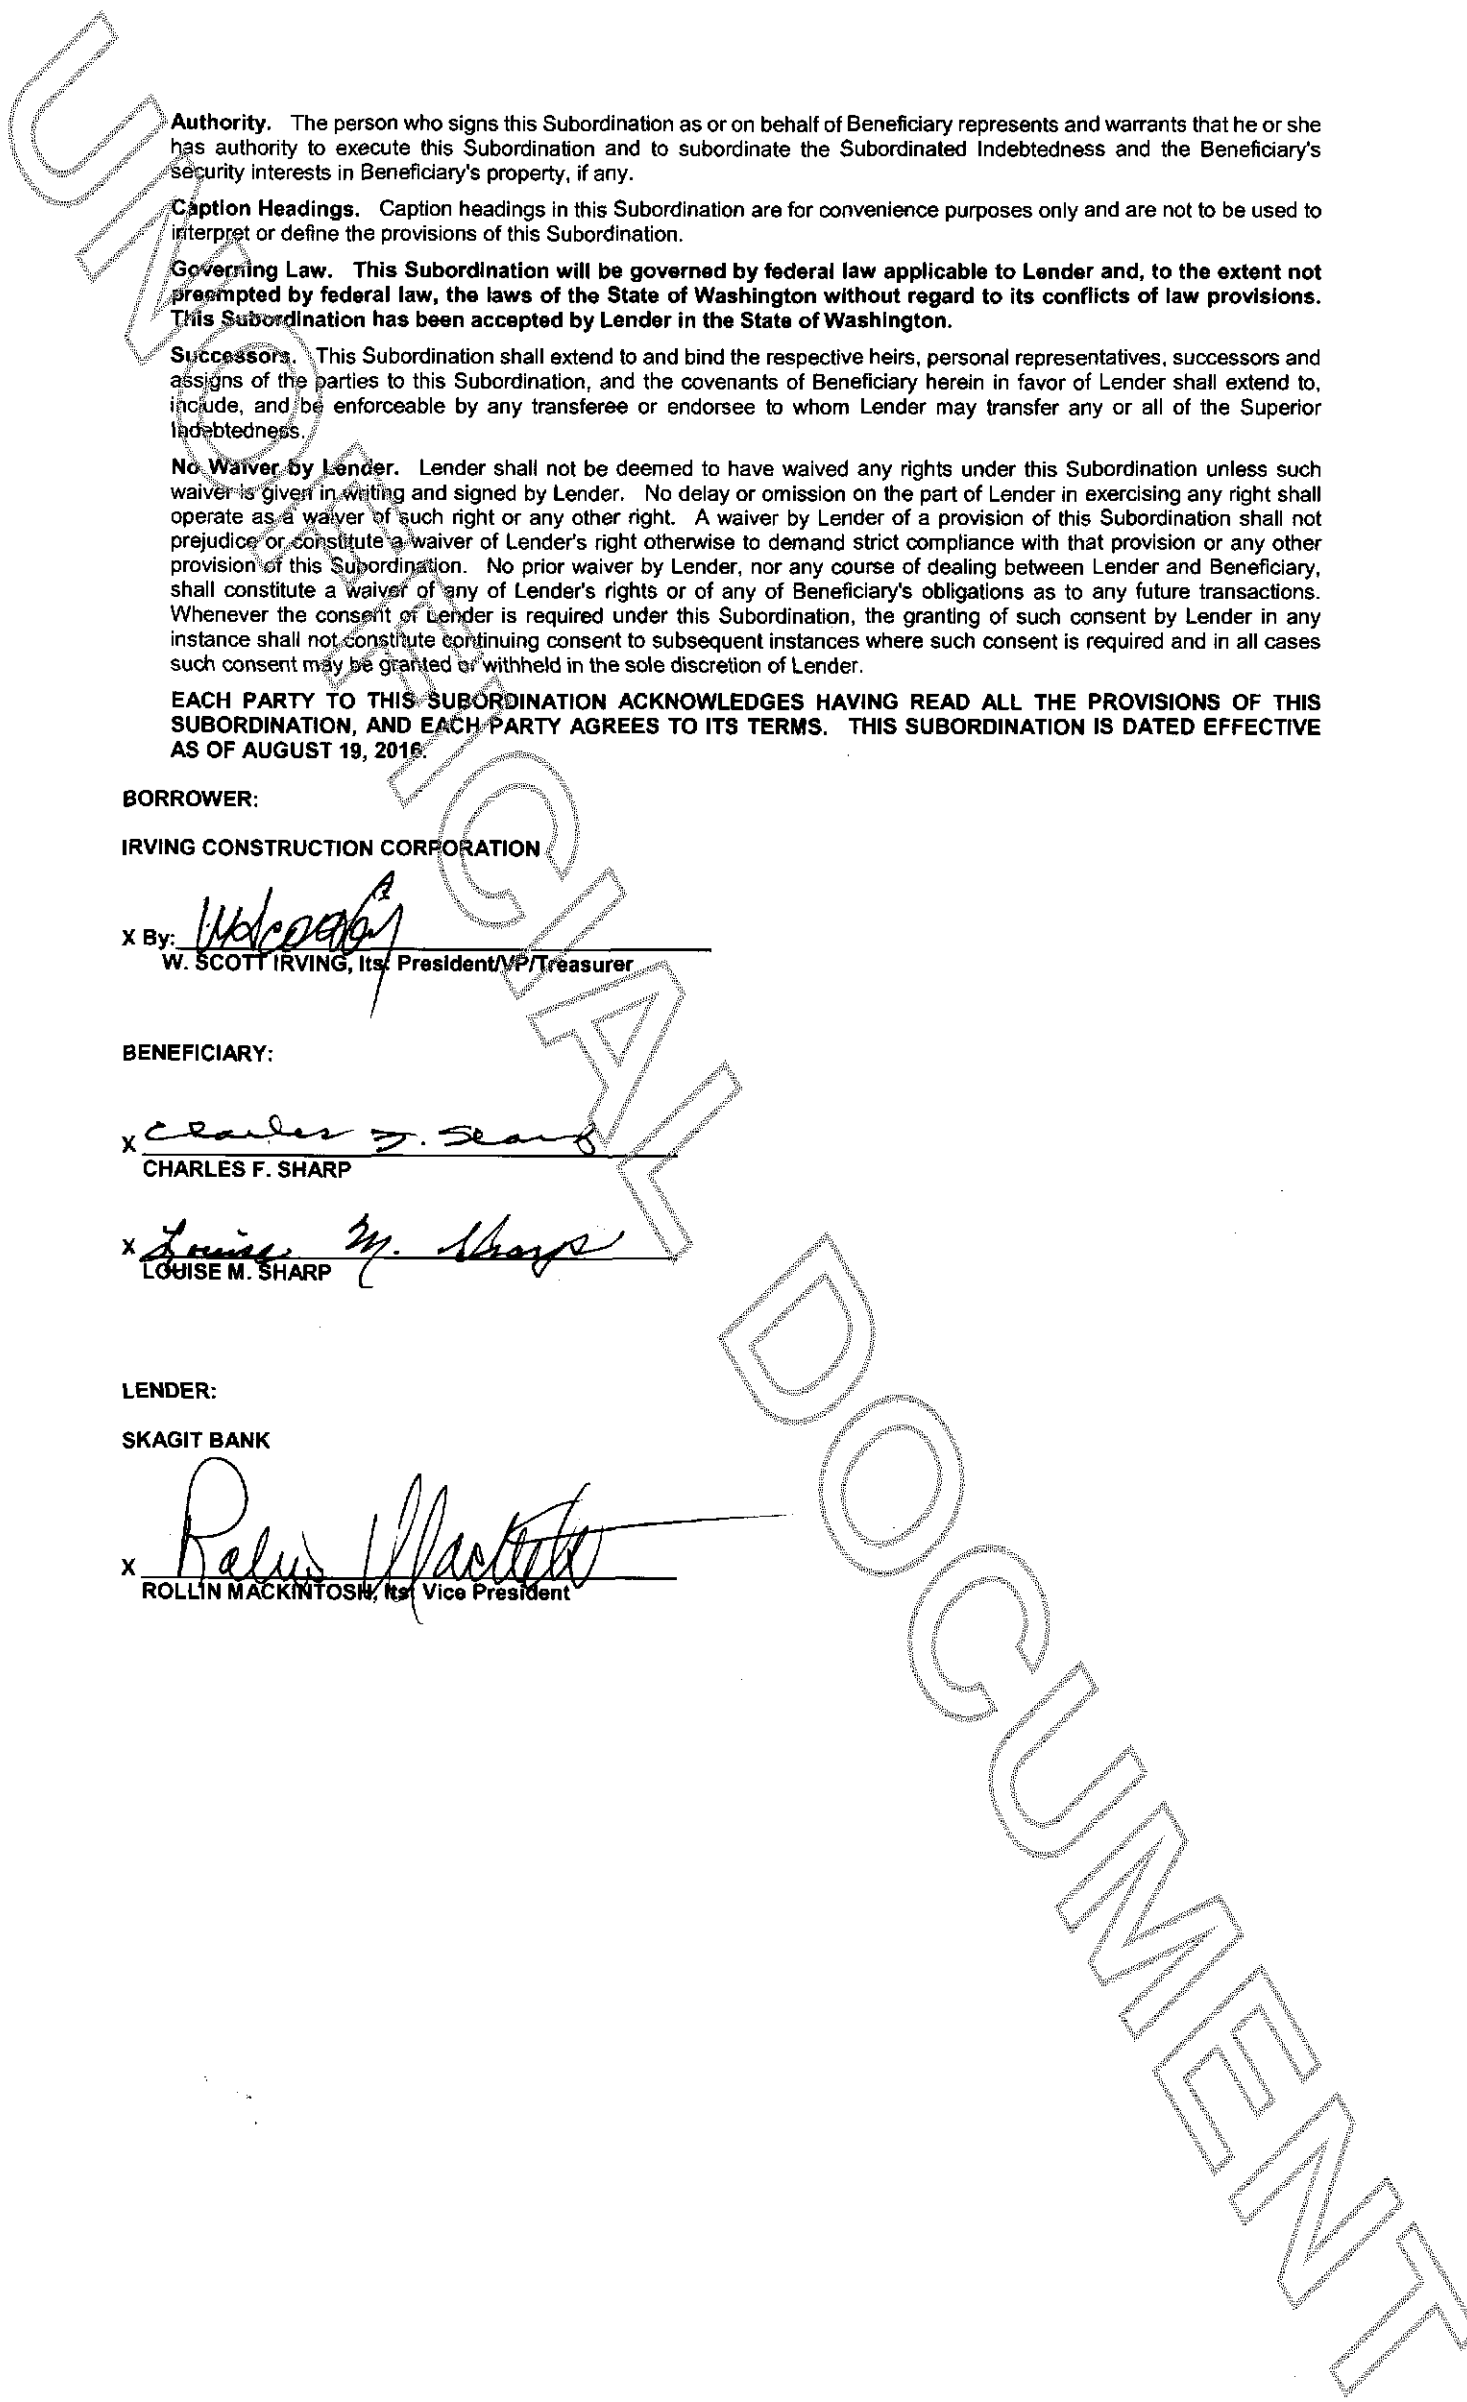 Authority. The person who signs this Subordination as or on behalf of Beneficiary represents and warrants that he or she
has authority to execute this Subordination and to subordinate the Subordinated Indebtedness and the Beneficiary's
security interests in Beneficiary's property, if any.
Caption Headings. Caption headings in this Subordination are for convenience purposes only and are not to be used to
interpret or define the provisions of this Subordination.
Governing Law. This Subordination will be governed by federal law applicable to Lender and, to the extent not
preempted by federal law, the laws of the State of Washington without regard to its conflicts of law provisions.
This Subordination has been accepted by Lender in the State of Washington.
Successors. This Subordination shall extend to and bind the respective heirs, personal representatives, successors and
assigns of the parties to this Subordination, and the covenants of Beneficiary herein in favor of Lender shall extend to,
include, and be enforceable by any transferee or endorsee to whom Lender may transfer any or all of the Superior
Indebtedness.
No Waiver by Lender. Lender shall not be deemed to have waived any rights under this Subordination unless such
waiver is given in writing and signed by Lender. No delay or omission on the part of Lender in exercising any right shall
operate as a waiver of such right or any other right. A waiver by Lender of a provision of this Subordination shall not
prejudice or constitute a waiver of Lender's right otherwise to demand strict compliance with that provision or any other
provision of this Subordination. No prior waiver by Lender, nor any course of dealing between Lender and Beneficiary,
shall constitute a waiver of any of Lender's rights or of any of Beneficiary's obligations as to any future transactions.
Whenever the consent of Lender is required under this Subordination, the granting of such consent by Lender in any
instance shall not constitute continuing consent to subsequent instances where such consent is required and in all cases
such consent may be granted or withheld in the sole discretion of Lender.
EACH PARTY TO THIS SUBORDINATION ACKNOWLEDGES HAVING READ ALL THE PROVISIONS OF THIS
SUBORDINATION, AND EACH PARTY AGREES TO ITS TERMS. THIS SUBORDINATION IS DATED EFFECTIVE
AS OF AUGUST 19, 2016.
BORROWER:
IRVING CONSTRUCTION CORPORATION
X By:
W. SCOTT IRVING, Its: President/VP/Treasurer
BENEFICIARY:
X Charles F. Sharp
CHARLES F. SHARP
X Louise M. Sharp
LOUISE M. SHARP
LENDER:
SKAGIT BANK
X
ROLLIN MACKINTOSH, Its: Vice President
UNOFFICIAL DOCUMENT